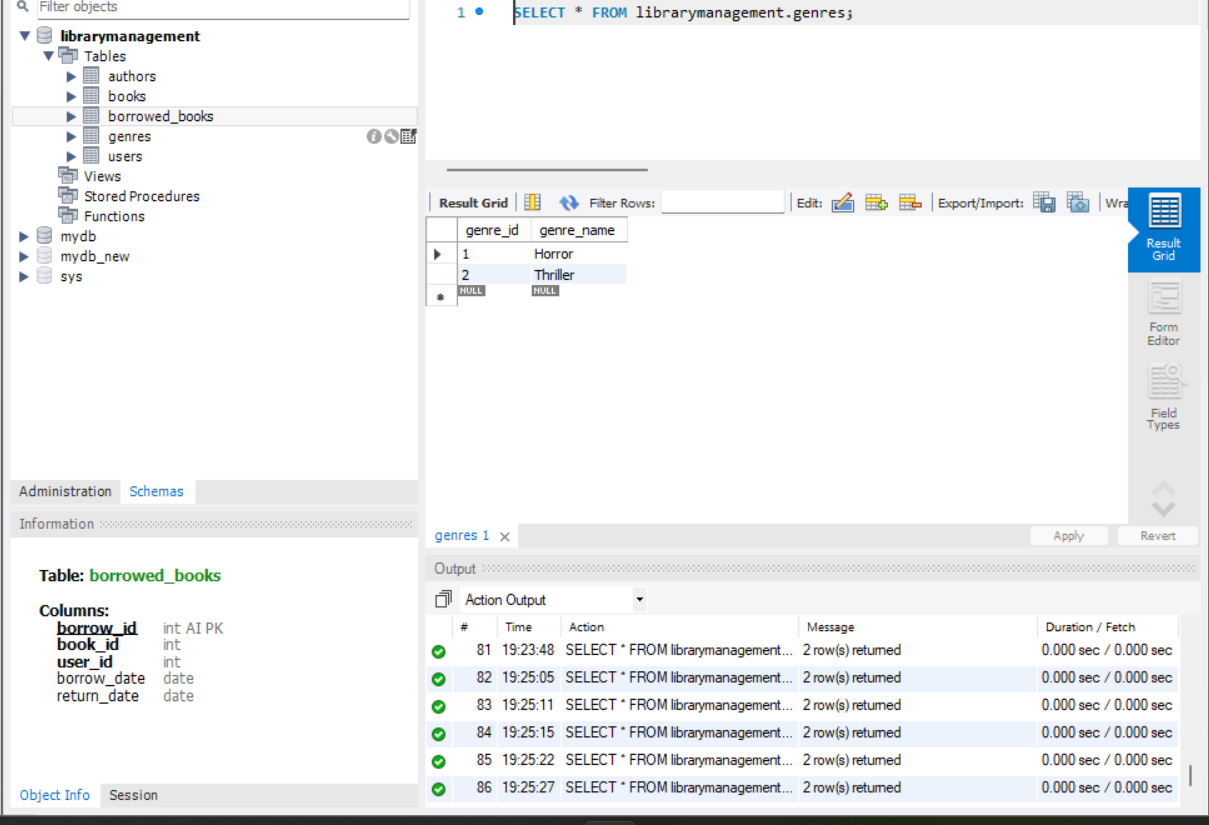 Filter objects
librarymanagement
Tables
authors
books
borrowed_books
genres
users
Views
Stored Procedures
Functions
mydb
mydb_new
sys
Administration Schemas
Information
Table: borrowed_books
Columns:
borrow_id int AI PK
book_id int
user_id int
borrow_date date
return_date date
Object Info Session
1 SELECT * FROM librarymanagement.genres;
Result Grid Filter Rows: Edit: Export/Import: Wra
genre_id genre_name
1 Horror
2 Thriller
NULL NULL
Result
Grid
Form
Editor
Field
Types
genres 1 Apply Revert
Output
Action Output
# Time Action Message Duration / Fetch
81 19:23:48 SELECT * FROM librarymanagement... 2 row(s) returned 0.000 sec / 0.000 sec
82 19:25:05 SELECT * FROM librarymanagement... 2 row(s) returned 0.000 sec / 0.000 sec
83 19:25:11 SELECT * FROM librarymanagement... 2 row(s) returned 0.000 sec / 0.000 sec
84 19:25:15 SELECT * FROM librarymanagement... 2 row(s) returned 0.000 sec / 0.000 sec
85 19:25:22 SELECT * FROM librarymanagement... 2 row(s) returned 0.000 sec / 0.000 sec
86 19:25:27 SELECT * FROM librarymanagement... 2 row(s) returned 0.000 sec / 0.000 sec